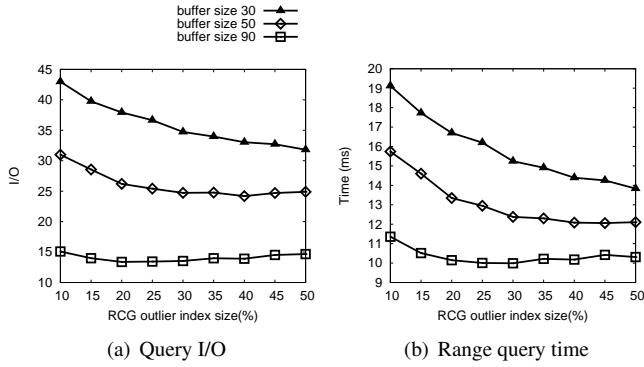 buffer size 30
buffer size 50
buffer size 90
45
40
35
30
25
20
15
10
I/O
10 15 20 25 30 35 40 45 50
RCG outlier index size(%)
(a) Query I/O
20
19
18
17
16
15
14
13
12
11
10
9
Time (ms)
10 15 20 25 30 35 40 45 50
RCG outlier index size(%)
(b) Range query time